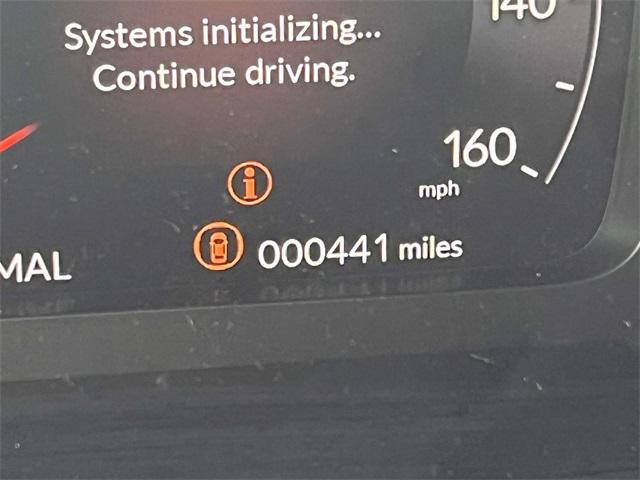 Systems initializing...
Continue driving.
140
160
mph
000441 miles
MAL